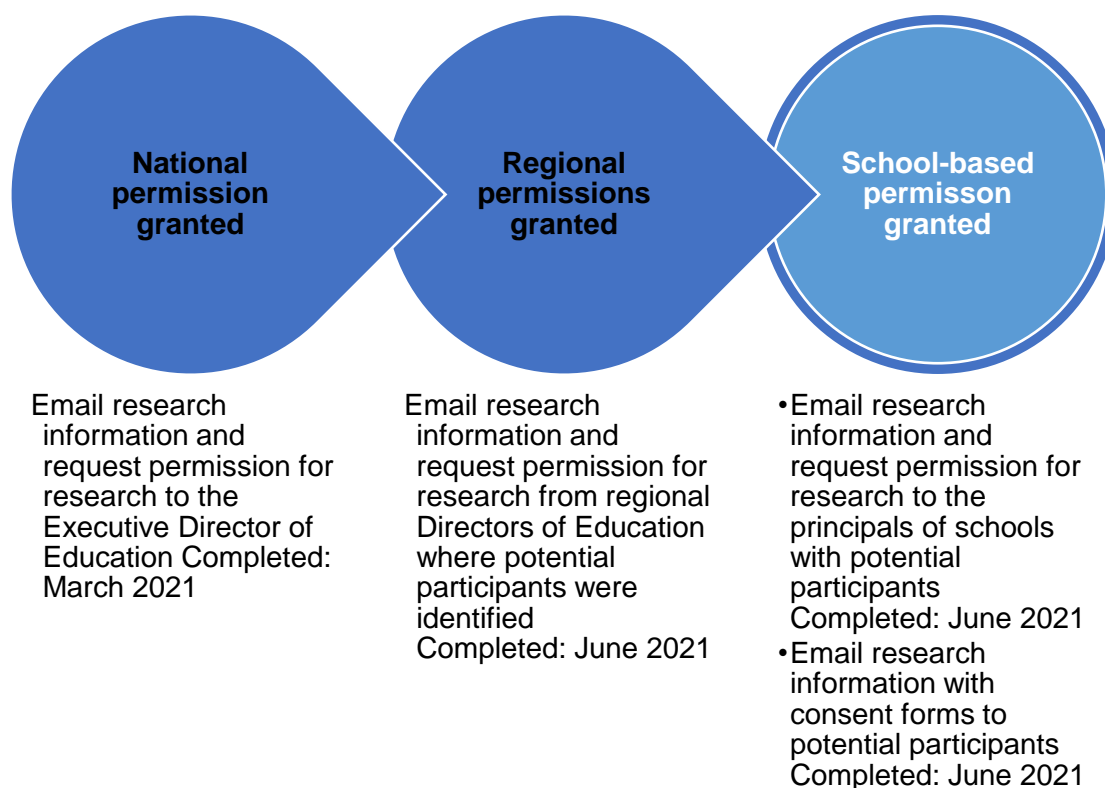 National
permission
granted
Regional
permissions
granted
School-based
permisson
granted
Email research
information and
request permission for
research to the
Executive Director of
Education Completed:
March 2021
Email research
information and
request permission for
research from regional
Directors of Education
where potential
participants were
identified
Completed: June 2021
•Email research
information and
request permission for
research to the
principals of schools
with potential
participants
Completed: June 2021
•Email research
information with
consent forms to
potential participants
Completed: June 2021